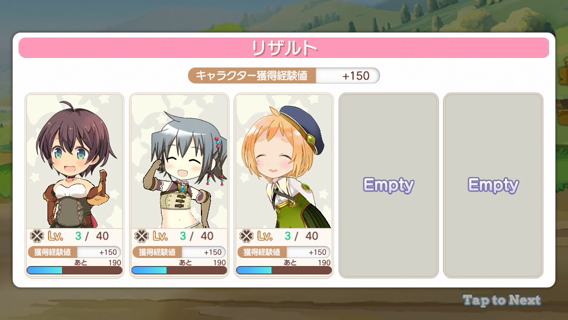 リザルト
キャラクター獲得経験値 +150
Lv. 3 / 40
獲得経験値 +150
あと 190
Lv. 3 / 40
獲得経験値 +150
あと 190
Lv. 3 / 40
獲得経験値 +150
あと 190
Empty
Empty
Tap to Next